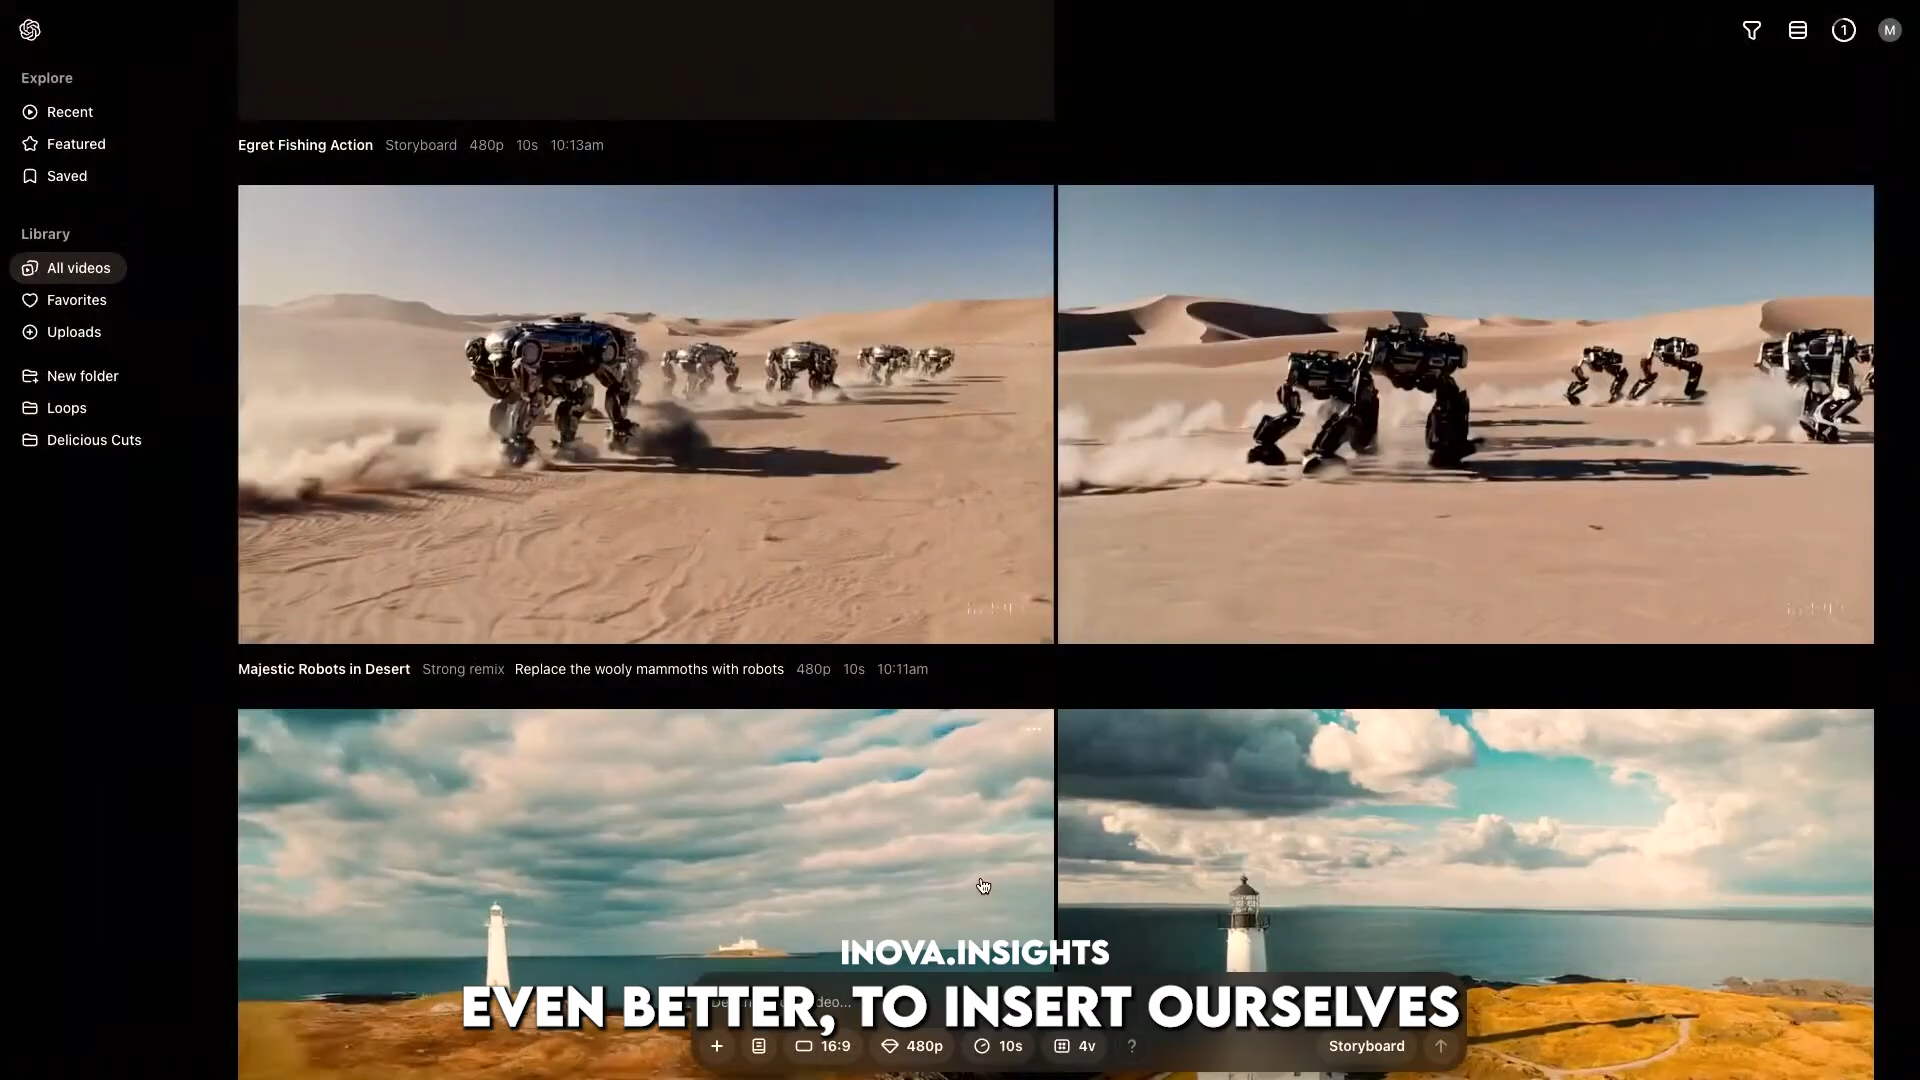 1
M
Explore
Recent
Featured
Saved
Library
All videos
Favorites
Uploads
New folder
Loops
Delicious Cuts
Egret Fishing Action Storyboard 480p 10s 10:13am
Majestic Robots in Desert Strong remix Replace the wooly mammoths with robots 480p 10s 10:11am
INOVA.INSIGHTS
EVEN BETTER, TO INSERT OURSELVES
+ 16:9 480p 10s 4v ? Storyboard